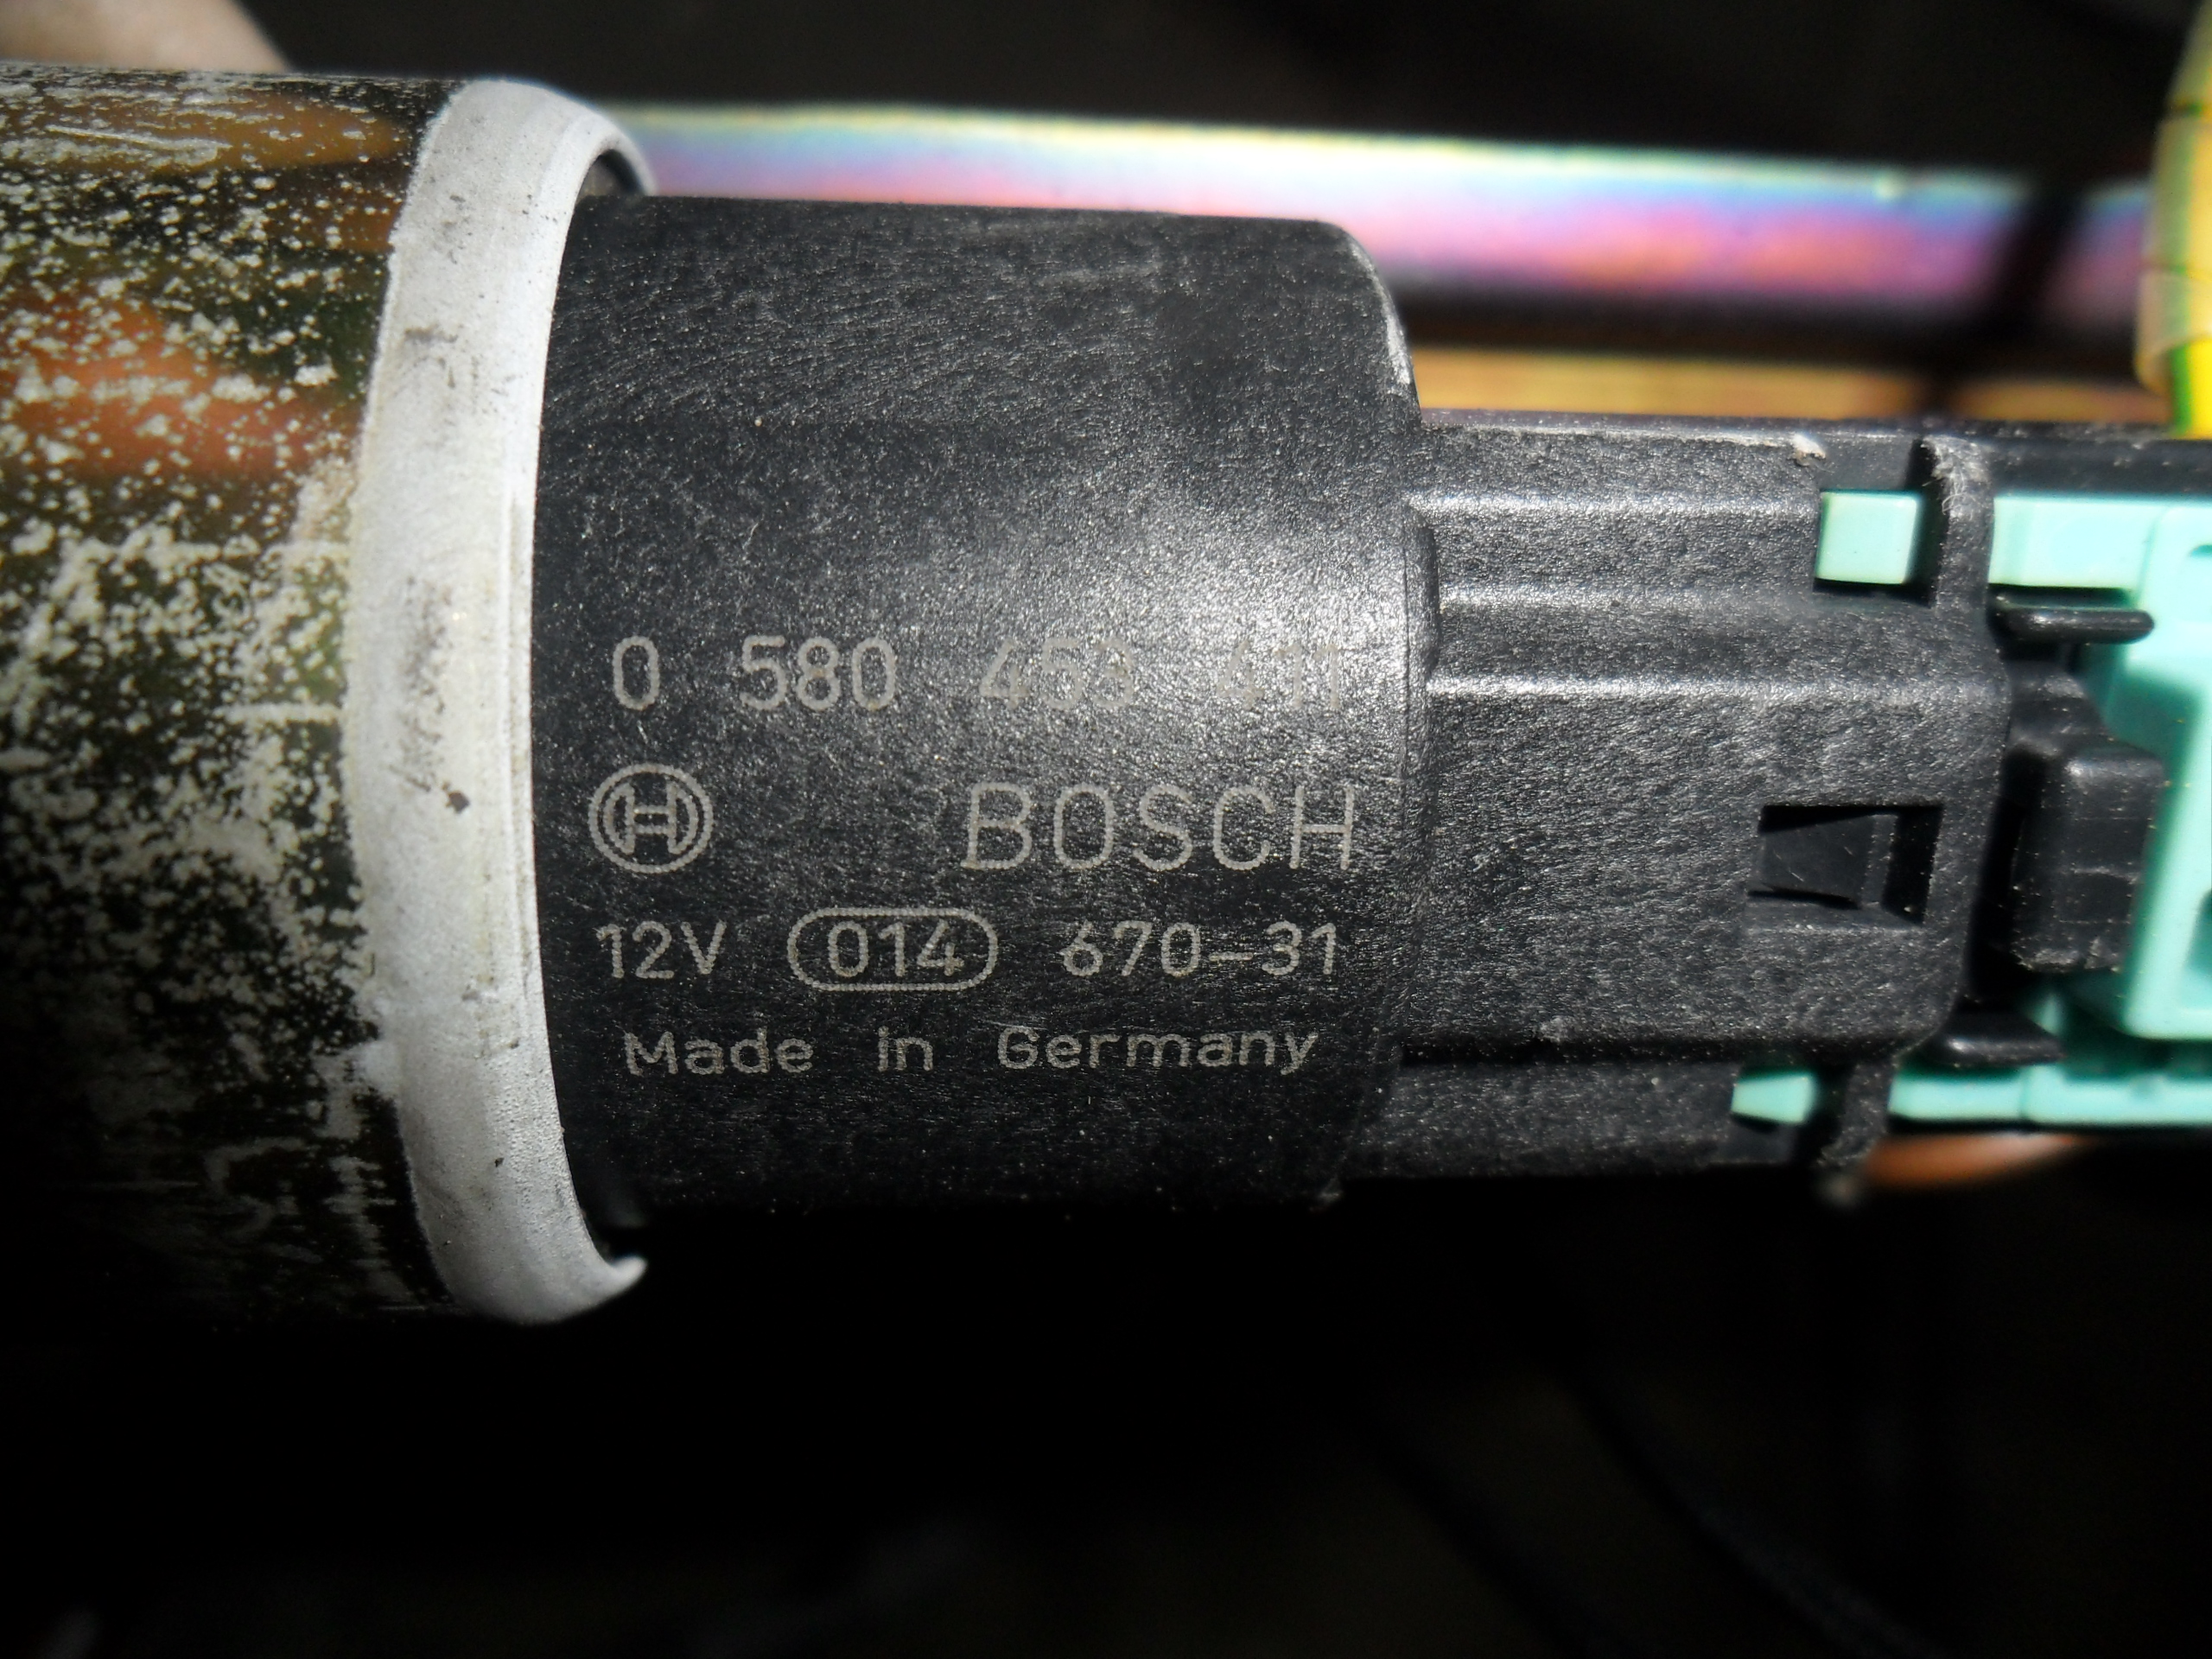 0 580 453 411
BOSCH
12V 014 670-31
Made in Germany